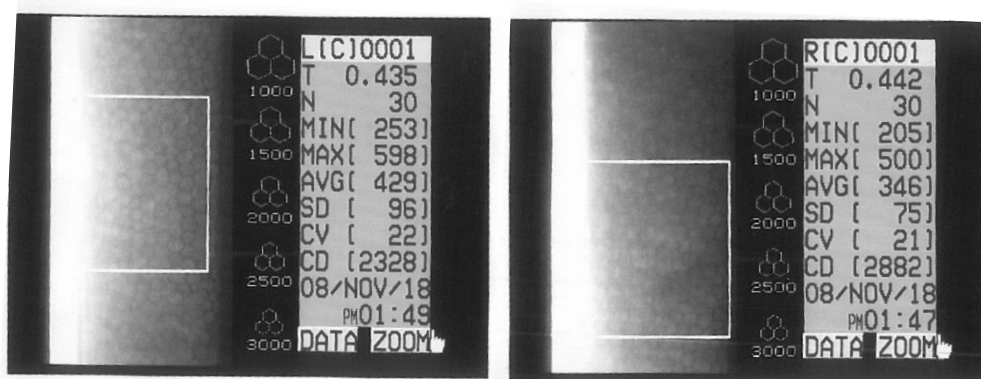 1000
1500
2000
2500
3000
L[C]0001
T 0.435
N 30
MIN[ 253]
MAX[ 598]
AVG[ 429]
SD [ 96]
CV [ 22]
CD [2328]
08/NOV/18
PM01:49
DATA ZOOM
1000
1500
2000
2500
3000
R[C]0001
T 0.442
N 30
MIN[ 205]
MAX[ 500]
AVG[ 346]
SD [ 75]
CV [ 21]
CD [2882]
08/NOV/18
PM01:47
DATA ZOOM